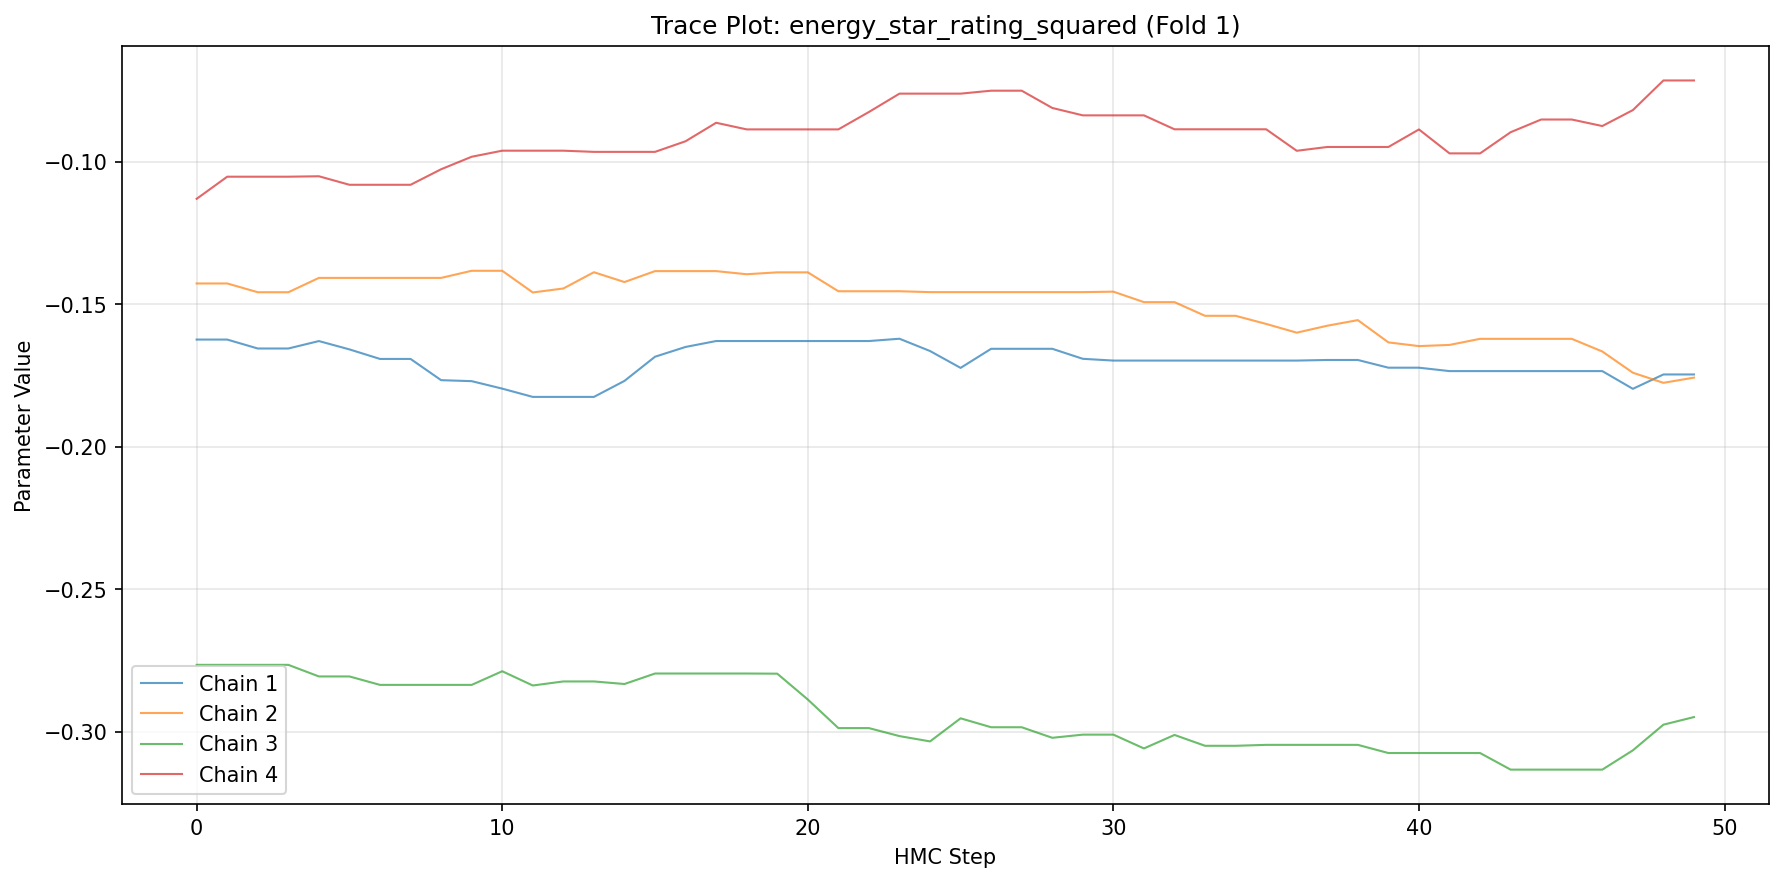 Trace Plot: energy_star_rating_squared (Fold 1)
Parameter Value
−0.10
−0.15
−0.20
−0.25
−0.30
Chain 1
Chain 2
Chain 3
Chain 4
0 10 20 30 40 50
HMC Step